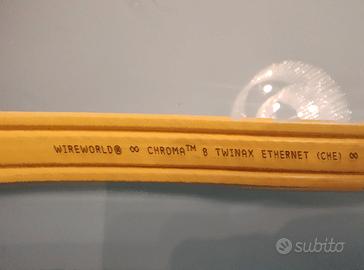 WIREWORLD® ∞ CHROMA™ 8 TWINAX ETHERNET (CHE) ∞
subito